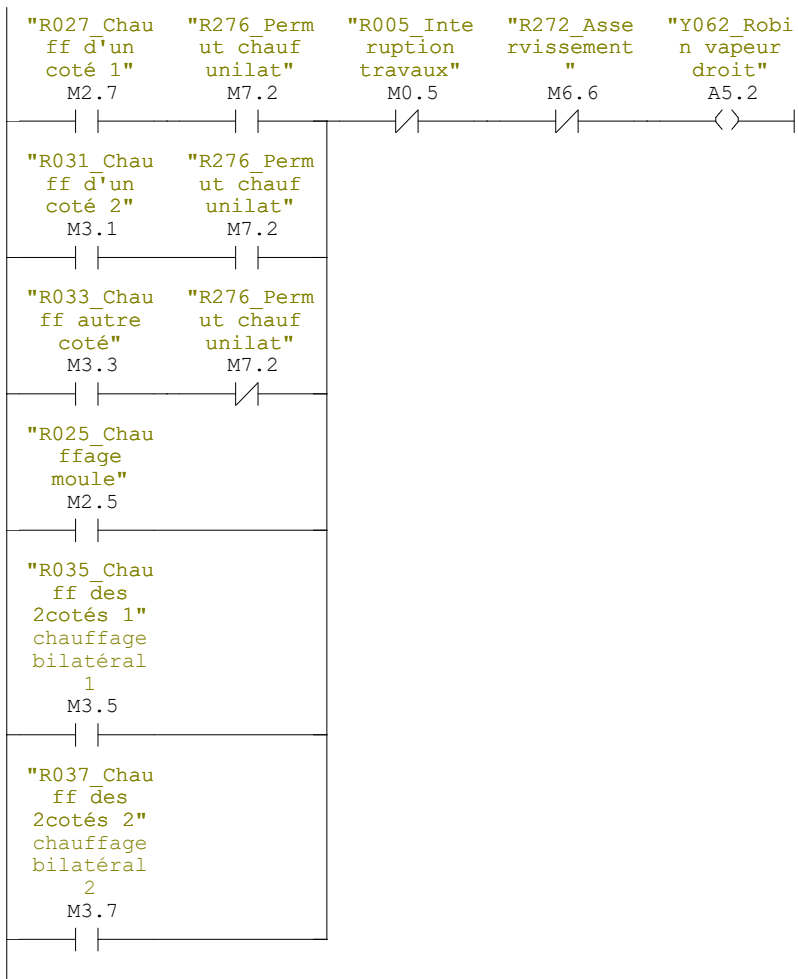 "R027_Chau "R276_Perm "R005_Inte "R272_Asse "Y062_Robi
ff d'un ut chauf ruption rvissement n vapeur
coté 1" unilat" travaux" " droit"
M2.7 M7.2 M0.5 M6.6 A5.2
"R031_Chau "R276_Perm
ff d'un ut chauf
coté 2" unilat"
M3.1 M7.2
"R033_Chau "R276_Perm
ff autre ut chauf
coté" unilat"
M3.3 M7.2
"R025_Chau
ffage
moule"
M2.5
"R035_Chau
ff des
2cotés 1"
chauffage
bilatéral
1
M3.5
"R037_Chau
ff des
2cotés 2"
chauffage
bilatéral
2
M3.7